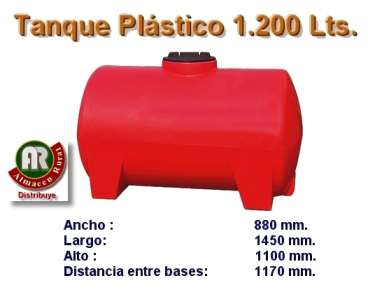 Tanque Plástico 1.200 Lts.
AR
Almacen Rural
Distribuye
Ancho : 880 mm.
Largo: 1450 mm.
Alto : 1100 mm.
Distancia entre bases: 1170 mm.